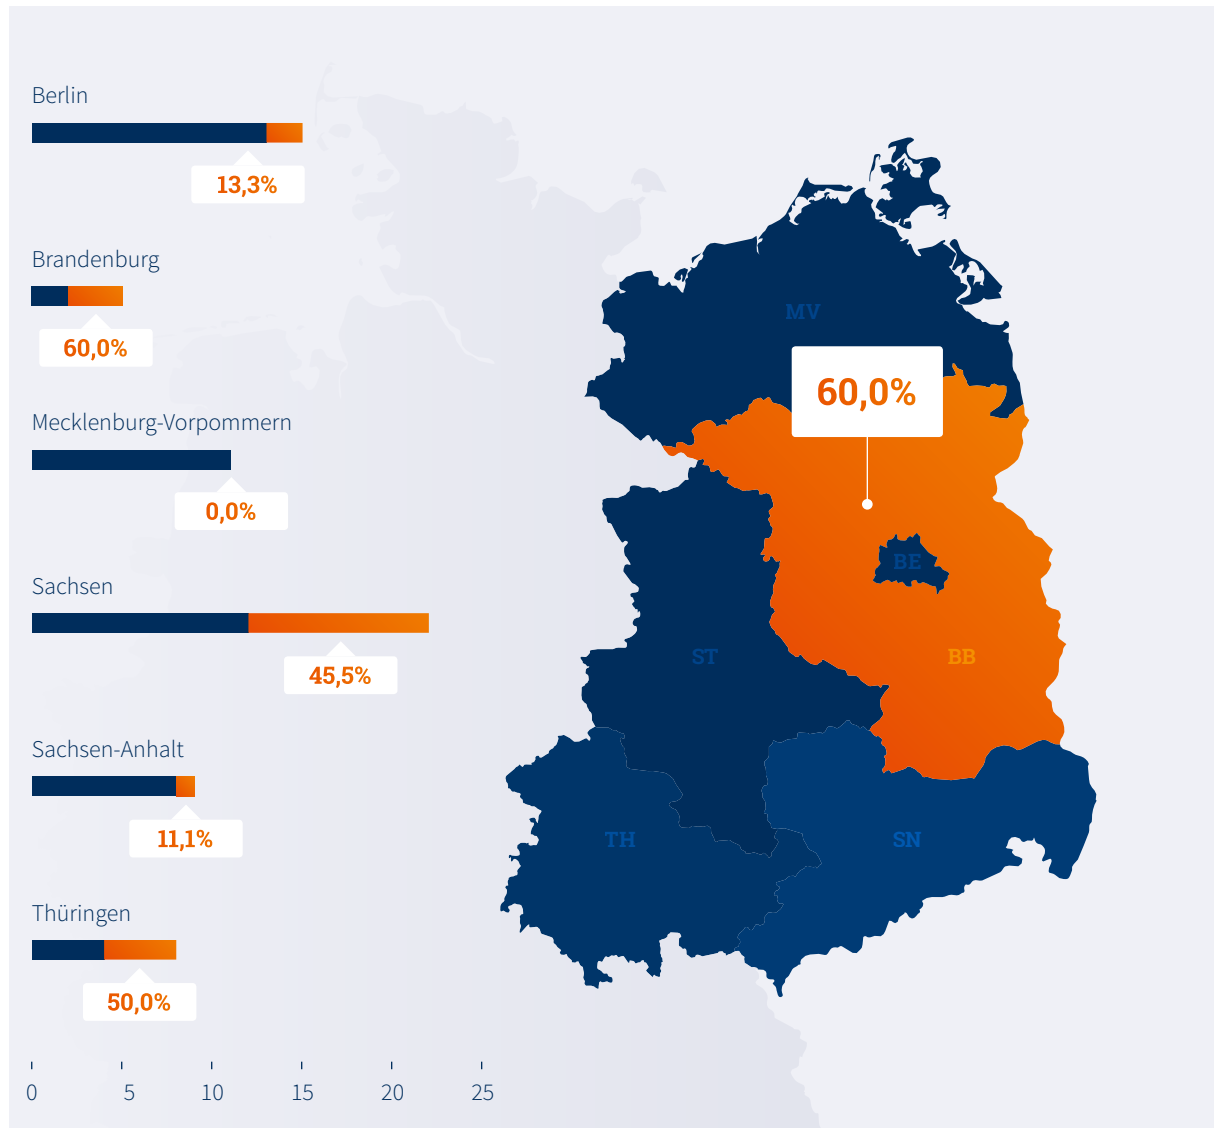 Berlin
13,3%
Brandenburg
60,0%
Mecklenburg-Vorpommern
0,0%
Sachsen
45,5%
Sachsen-Anhalt
11,1%
Thüringen
50,0%
0 5 10 15 20 25
MV
60,0%
BE
ST
BB
TH
SN